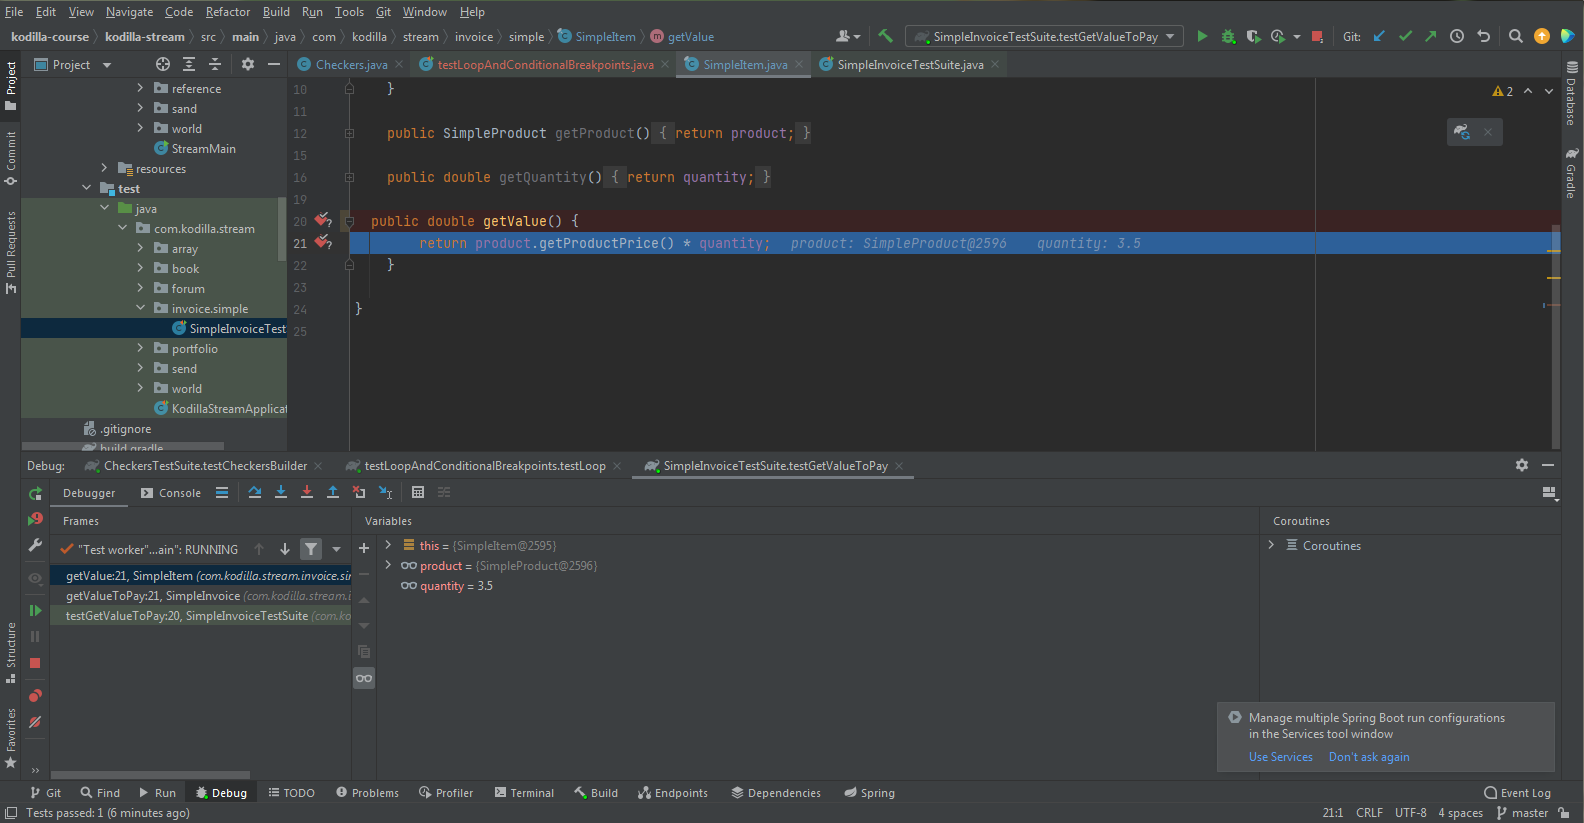 File Edit View Navigate Code Refactor Build Run Tools Git Window Help
kodilla-course kodilla-stream src main java com kodilla stream invoice simple SimpleItem getValue SimpleInvoiceTestSuite.testGetValueToPay Git:
Project Checkers.java testLoopAndConditionalBreakpoints.java SimpleItem.java SimpleInvoiceTestSuite.java
Project
Commit
Pull Requests
Structure
Favorites
reference
sand
world
StreamMain
resources
test
java
com.kodilla.stream
array
book
forum
invoice.simple
SimpleInvoiceTest
portfolio
send
world
KodillaStreamApplicat
.gitignore
build.gradle
10 }
11
12 public SimpleProduct getProduct() { return product; }
15
16 public double getQuantity() { return quantity; }
19
20 public double getValue() {
21 return product.getProductPrice() * quantity; product: SimpleProduct@2596 quantity: 3.5
22 }
23
24 }
25
2
Database
Gradle
Debug: CheckersTestSuite.testCheckersBuilder testLoopAndConditionalBreakpoints.testLoop SimpleInvoiceTestSuite.testGetValueToPay
Debugger Console
Frames
"Test worker"...ain": RUNNING
getValue:21, SimpleItem (com.kodilla.stream.invoice.sim
getValueToPay:21, SimpleInvoice (com.kodilla.stream.i
testGetValueToPay:20, SimpleInvoiceTestSuite (com.ko
Variables
this = {SimpleItem@2595}
product = {SimpleProduct@2596}
quantity = 3.5
Coroutines
Coroutines
Manage multiple Spring Boot run configurations
in the Services tool window
Use Services Don't ask again
Git Find Run Debug TODO Problems Profiler Terminal Build Endpoints Dependencies Spring Event Log
Tests passed: 1 (6 minutes ago) 21:1 CRLF UTF-8 4 spaces master